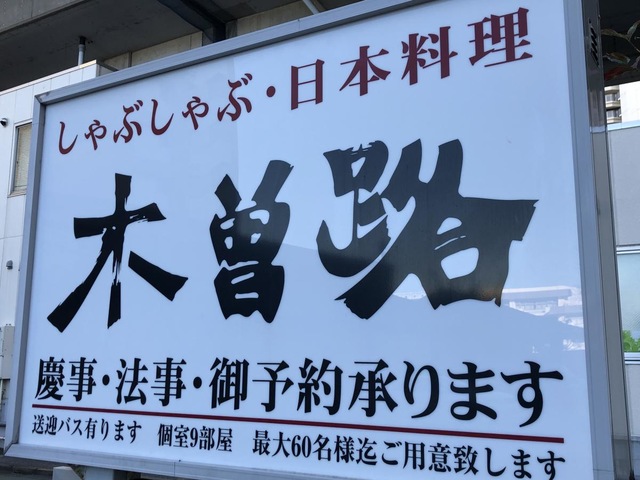 しゃぶしゃぶ・日本料理
木曽路
慶事・法事・御予約承ります
送迎バス有ります 個室9部屋 最大60名様迄ご用意致します